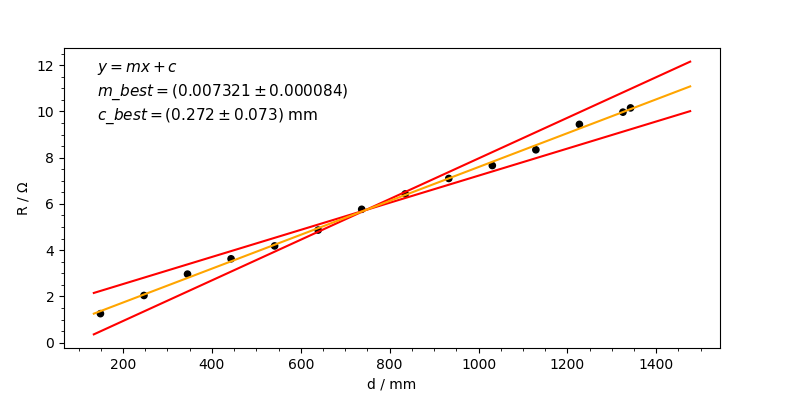 y = mx + c
m_best = (0.007321 ± 0.000084)
c_best = (0.272 ± 0.073) mm
R / Ω
12
10
8
6
4
2
0
200 400 600 800 1000 1200 1400
d / mm